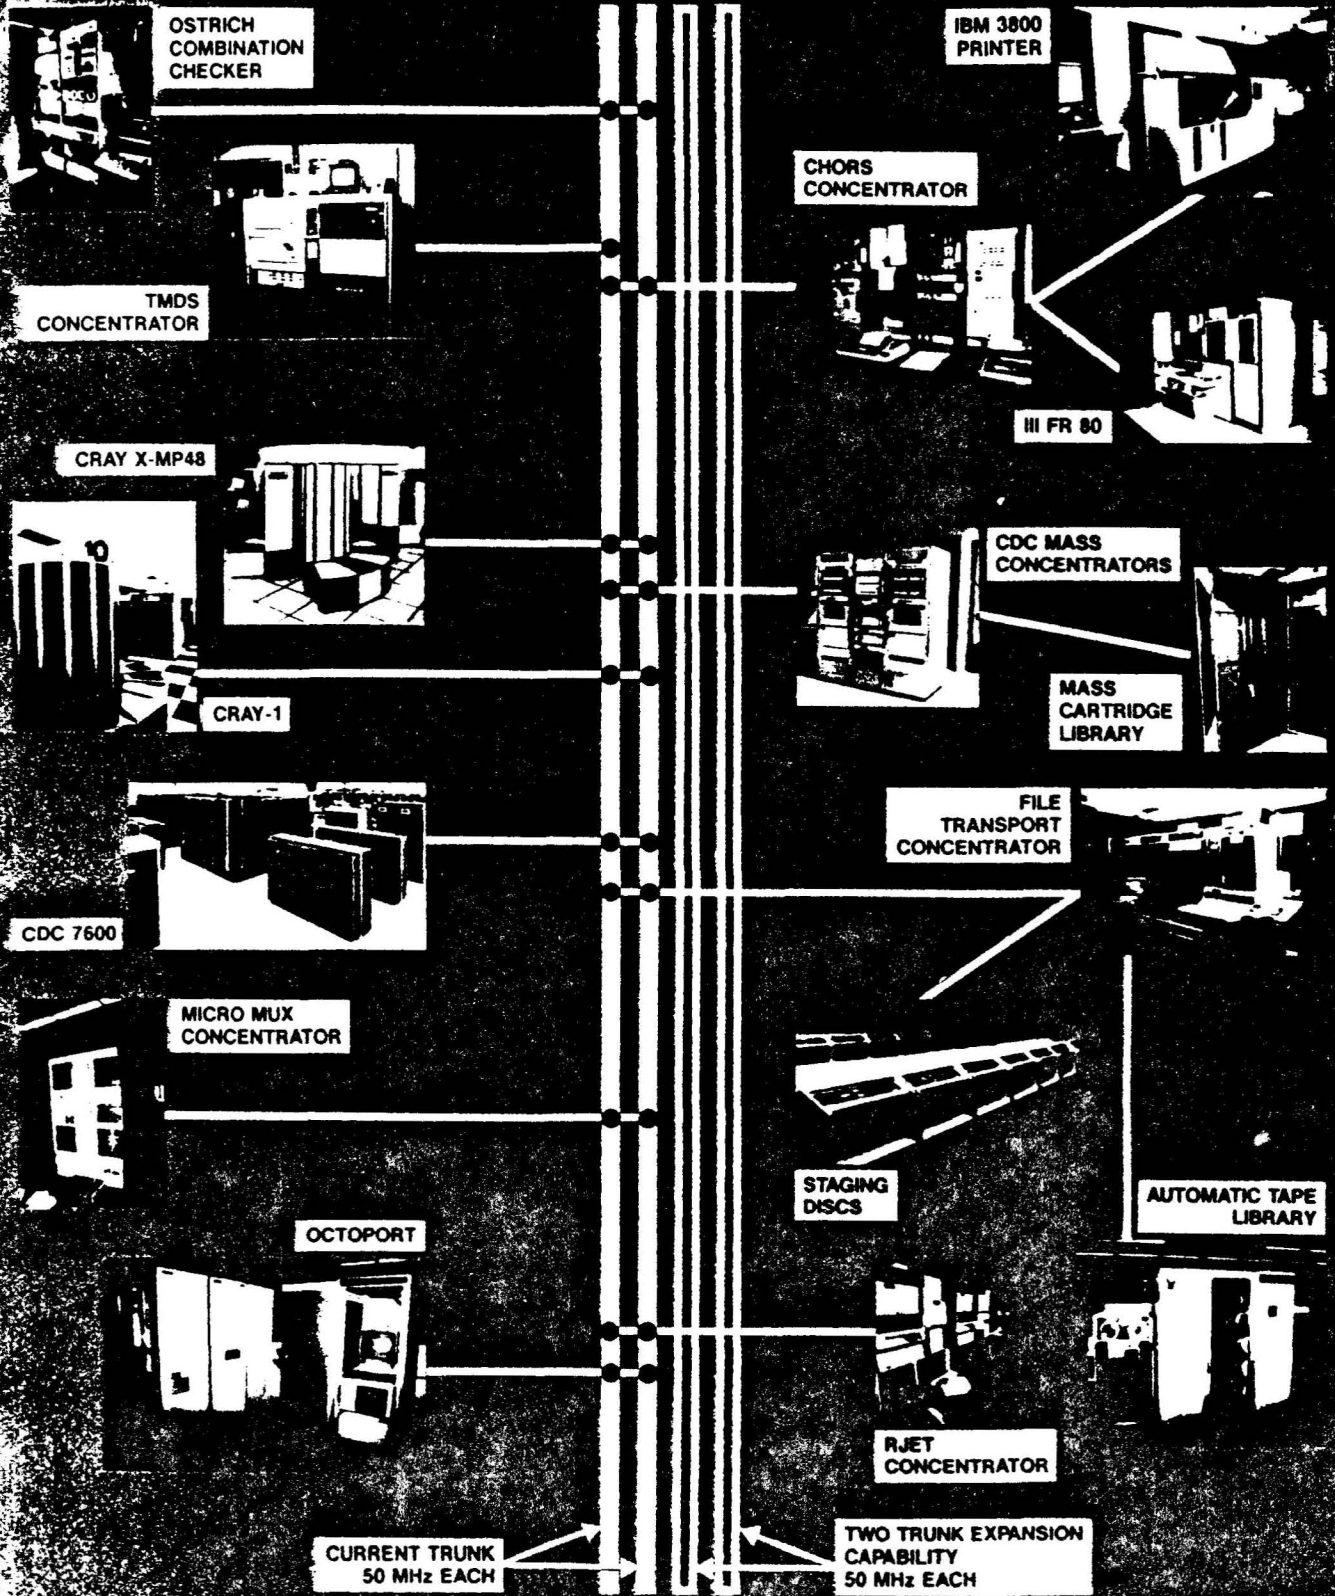 OSTRICH
COMBINATION
CHECKER
IBM 3800
PRINTER
CHORS
CONCENTRATOR
TMDS
CONCENTRATOR
III FR 80
CRAY X-MP48
10
CDC MASS
CONCENTRATORS
CRAY-1
MASS
CARTRIDGE
LIBRARY
FILE
TRANSPORT
CONCENTRATOR
CDC 7600
MICRO MUX
CONCENTRATOR
STAGING
DISCS
AUTOMATIC TAPE
LIBRARY
OCTOPORT
RJET
CONCENTRATOR
CURRENT TRUNK
50 MHz EACH
TWO TRUNK EXPANSION
CAPABILITY
50 MHz EACH